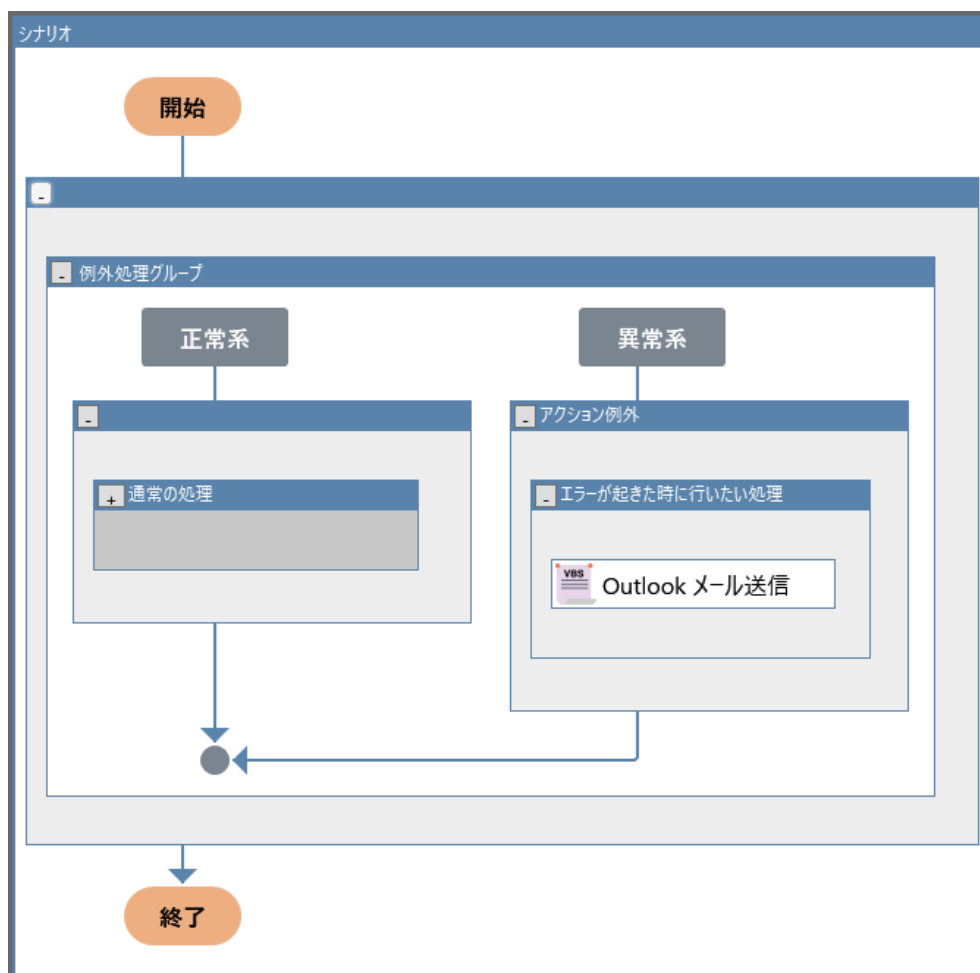 シナリオ
開始
-
- 例外処理グループ
正常系
異常系
-
- アクション例外
+ 通常の処理
- エラーが起きた時に行いたい処理
VBS
Outlook メール送信
終了